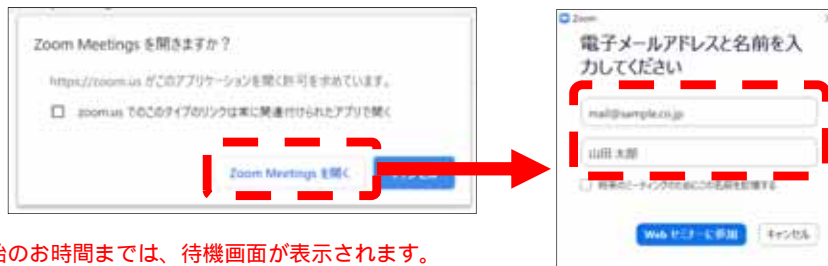 Zoom Meetings を開きますか？
https://zoom.us がこのアプリケーションを開く許可を求めています。
zoom.us でこのタイプのリンクは常に関連付けられたアプリで開く
Zoom Meetings を開く
Zoom
電子メールアドレスと名前を入
力してください
mail@sample.co.jp
山田 太郎
将来のミーティングのためにこの名前を記憶する
Web セミナーに参加 キャンセル
のお時間までは、待機画面が表示されます。